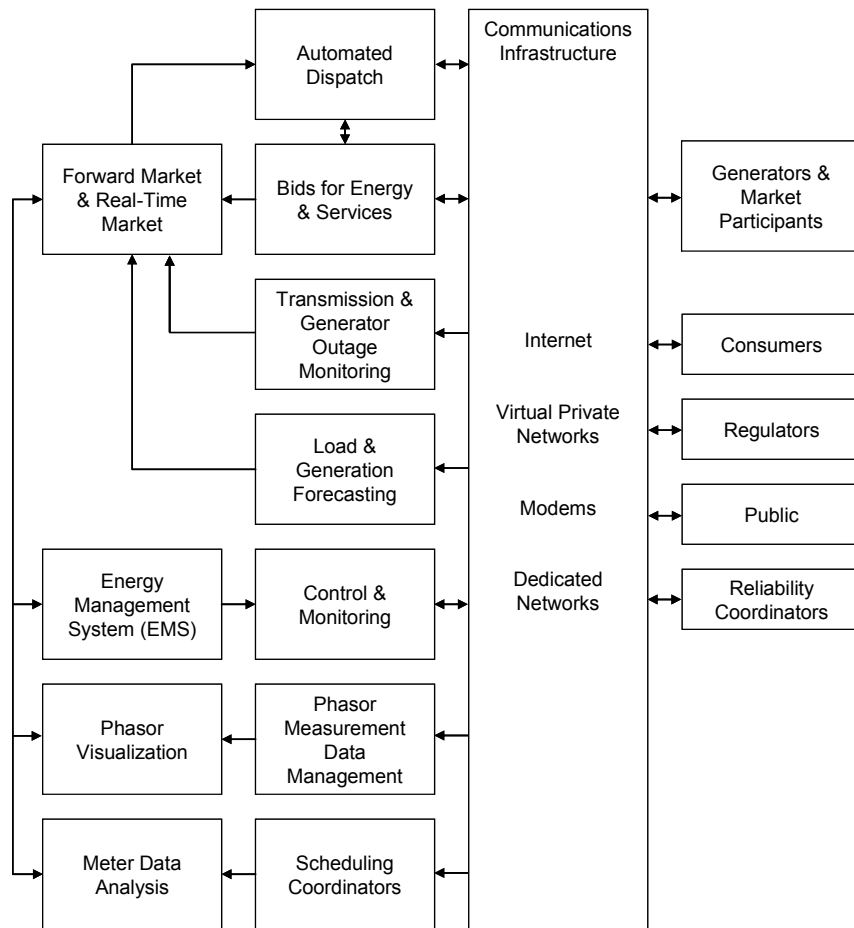 Automated
Dispatch
Communications
Infrastructure
Forward Market
& Real-Time
Market
Bids for Energy
& Services
Generators &
Market
Participants
Transmission &
Generator
Outage
Monitoring
Internet
Consumers
Virtual Private
Networks
Regulators
Load &
Generation
Forecasting
Modems
Public
Energy
Management
System (EMS)
Control &
Monitoring
Dedicated
Networks
Reliability
Coordinators
Phasor
Visualization
Phasor
Measurement
Data
Management
Meter Data
Analysis
Scheduling
Coordinators